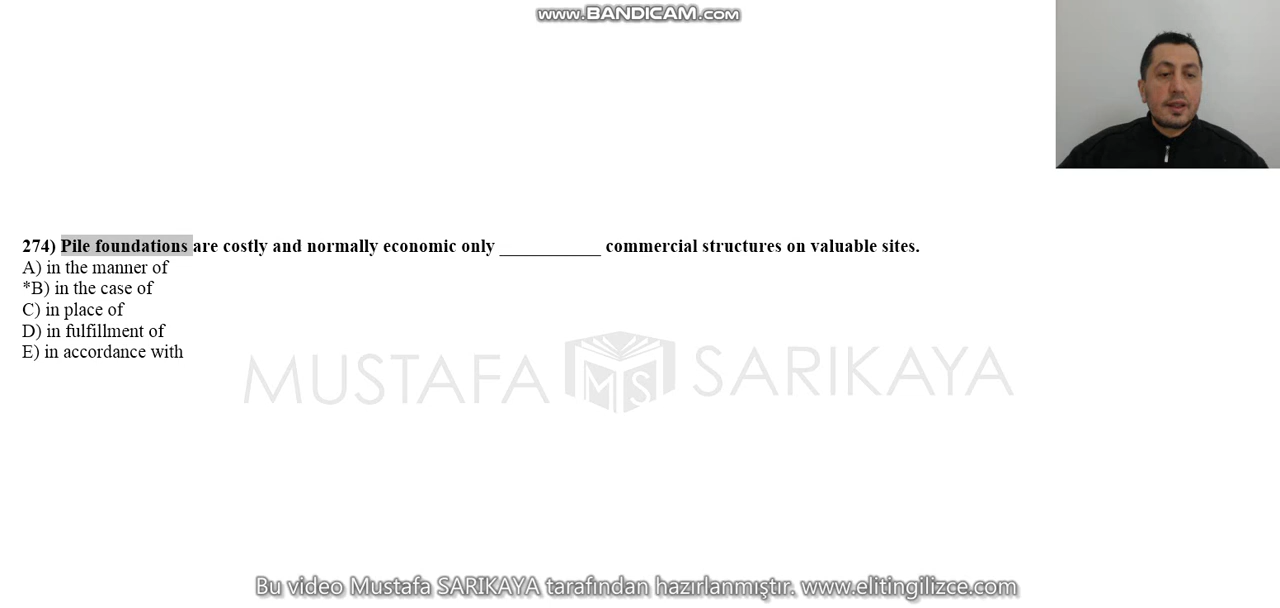 www.BANDICAM.com
274) Pile foundations are costly and normally economic only ___________ commercial structures on valuable sites.
A) in the manner of
*B) in the case of
C) in place of
D) in fulfillment of
E) in accordance with
MUSTAFA MS SARIKAYA
Bu video Mustafa SARIKAYA tarafından hazırlanmıştır. www.elitingilizce.com